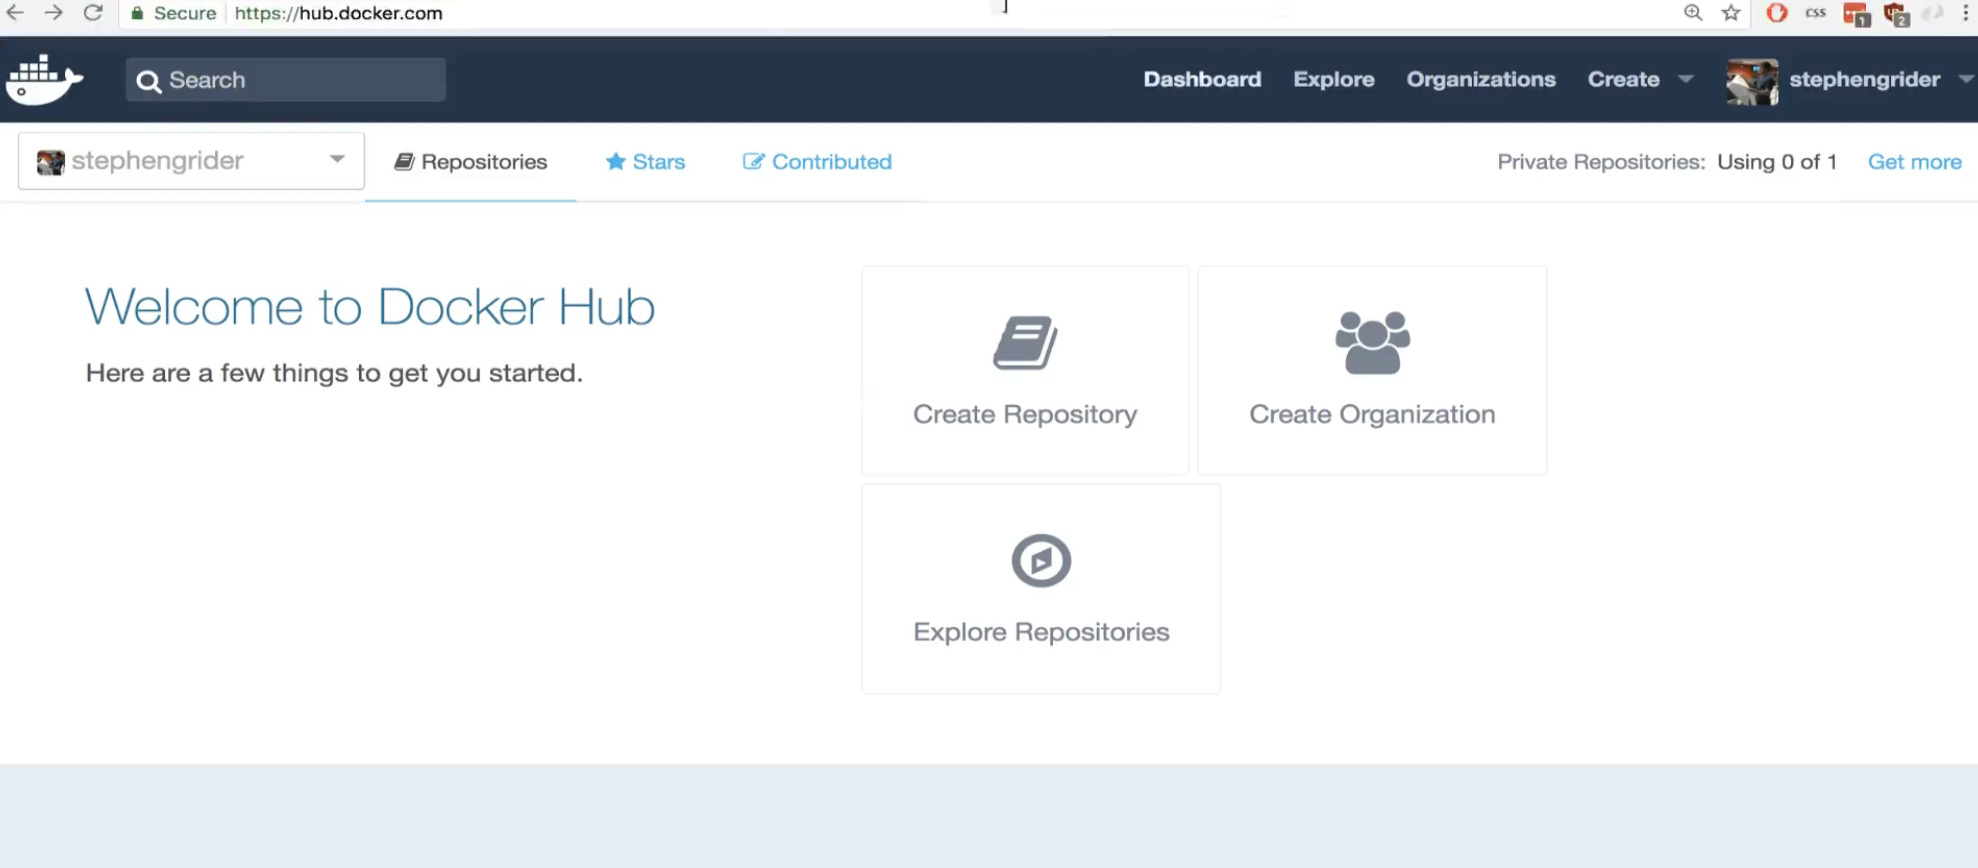 Secure https://hub.docker.com CSS 1 2
Search Dashboard Explore Organizations Create stephengrider
stephengrider Repositories Stars Contributed Private Repositories: Using 0 of 1 Get more
Welcome to Docker Hub
Here are a few things to get you started.
Create Repository Create Organization
Explore Repositories